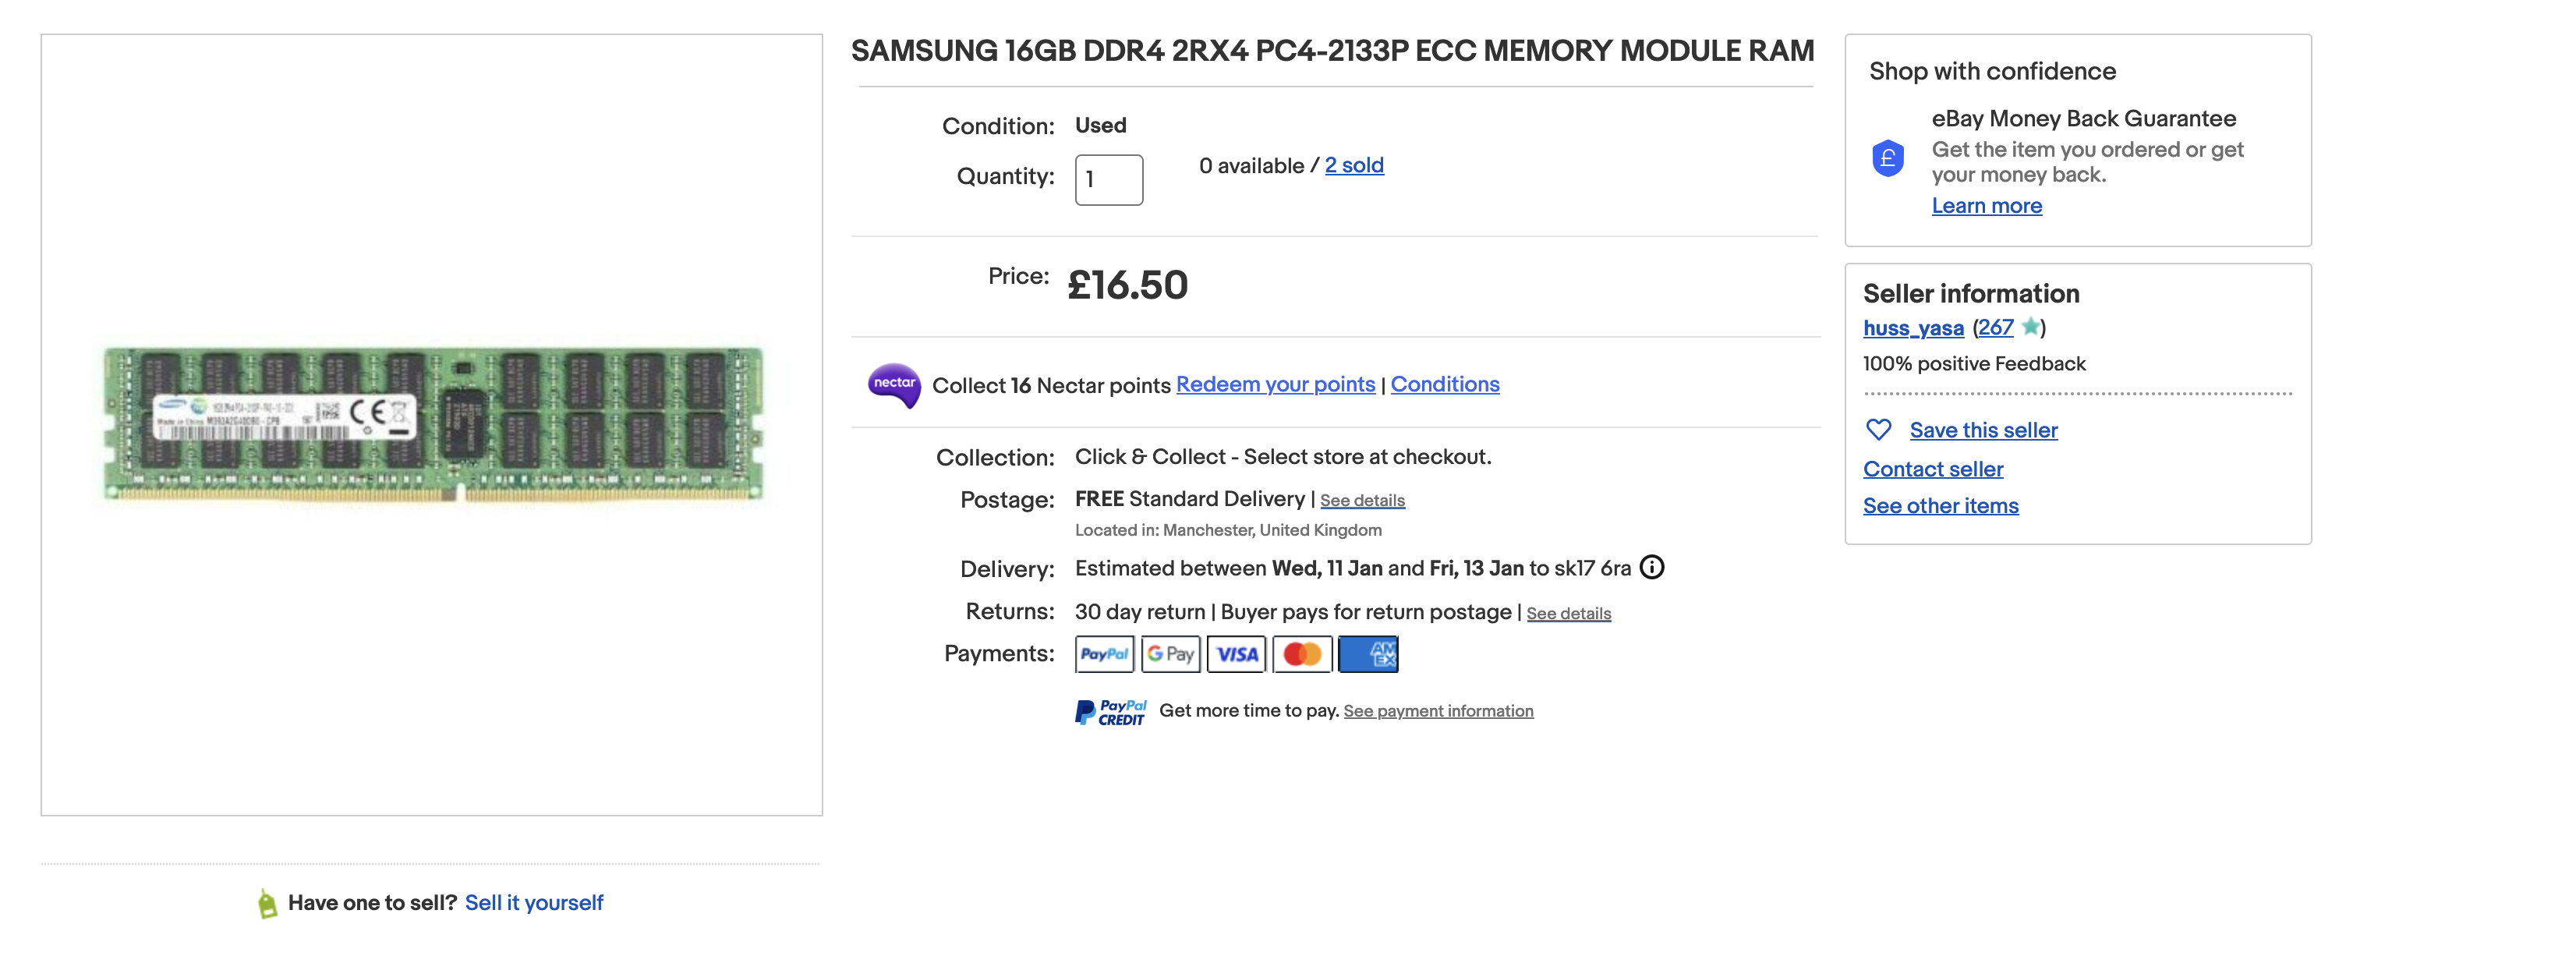 SAMSUNG 16GB DDR4 2RX4 PC4-2133P ECC MEMORY MODULE RAM
Condition: Used
Quantity: 1 0 available / 2 sold
Price: £16.50
nectar Collect 16 Nectar points Redeem your points | Conditions
Collection: Click & Collect - Select store at checkout.
Postage: FREE Standard Delivery | See details
Located in: Manchester, United Kingdom
Delivery: Estimated between Wed, 11 Jan and Fri, 13 Jan to sk17 6ra
Returns: 30 day return | Buyer pays for return postage | See details
Payments: PayPal G Pay VISA AMEX
PayPal CREDIT Get more time to pay. See payment information
Shop with confidence
eBay Money Back Guarantee
Get the item you ordered or get
your money back.
Learn more
Seller information
huss_yasa (267)
100% positive Feedback
Save this seller
Contact seller
See other items
Made in China
CE
Have one to sell? Sell it yourself